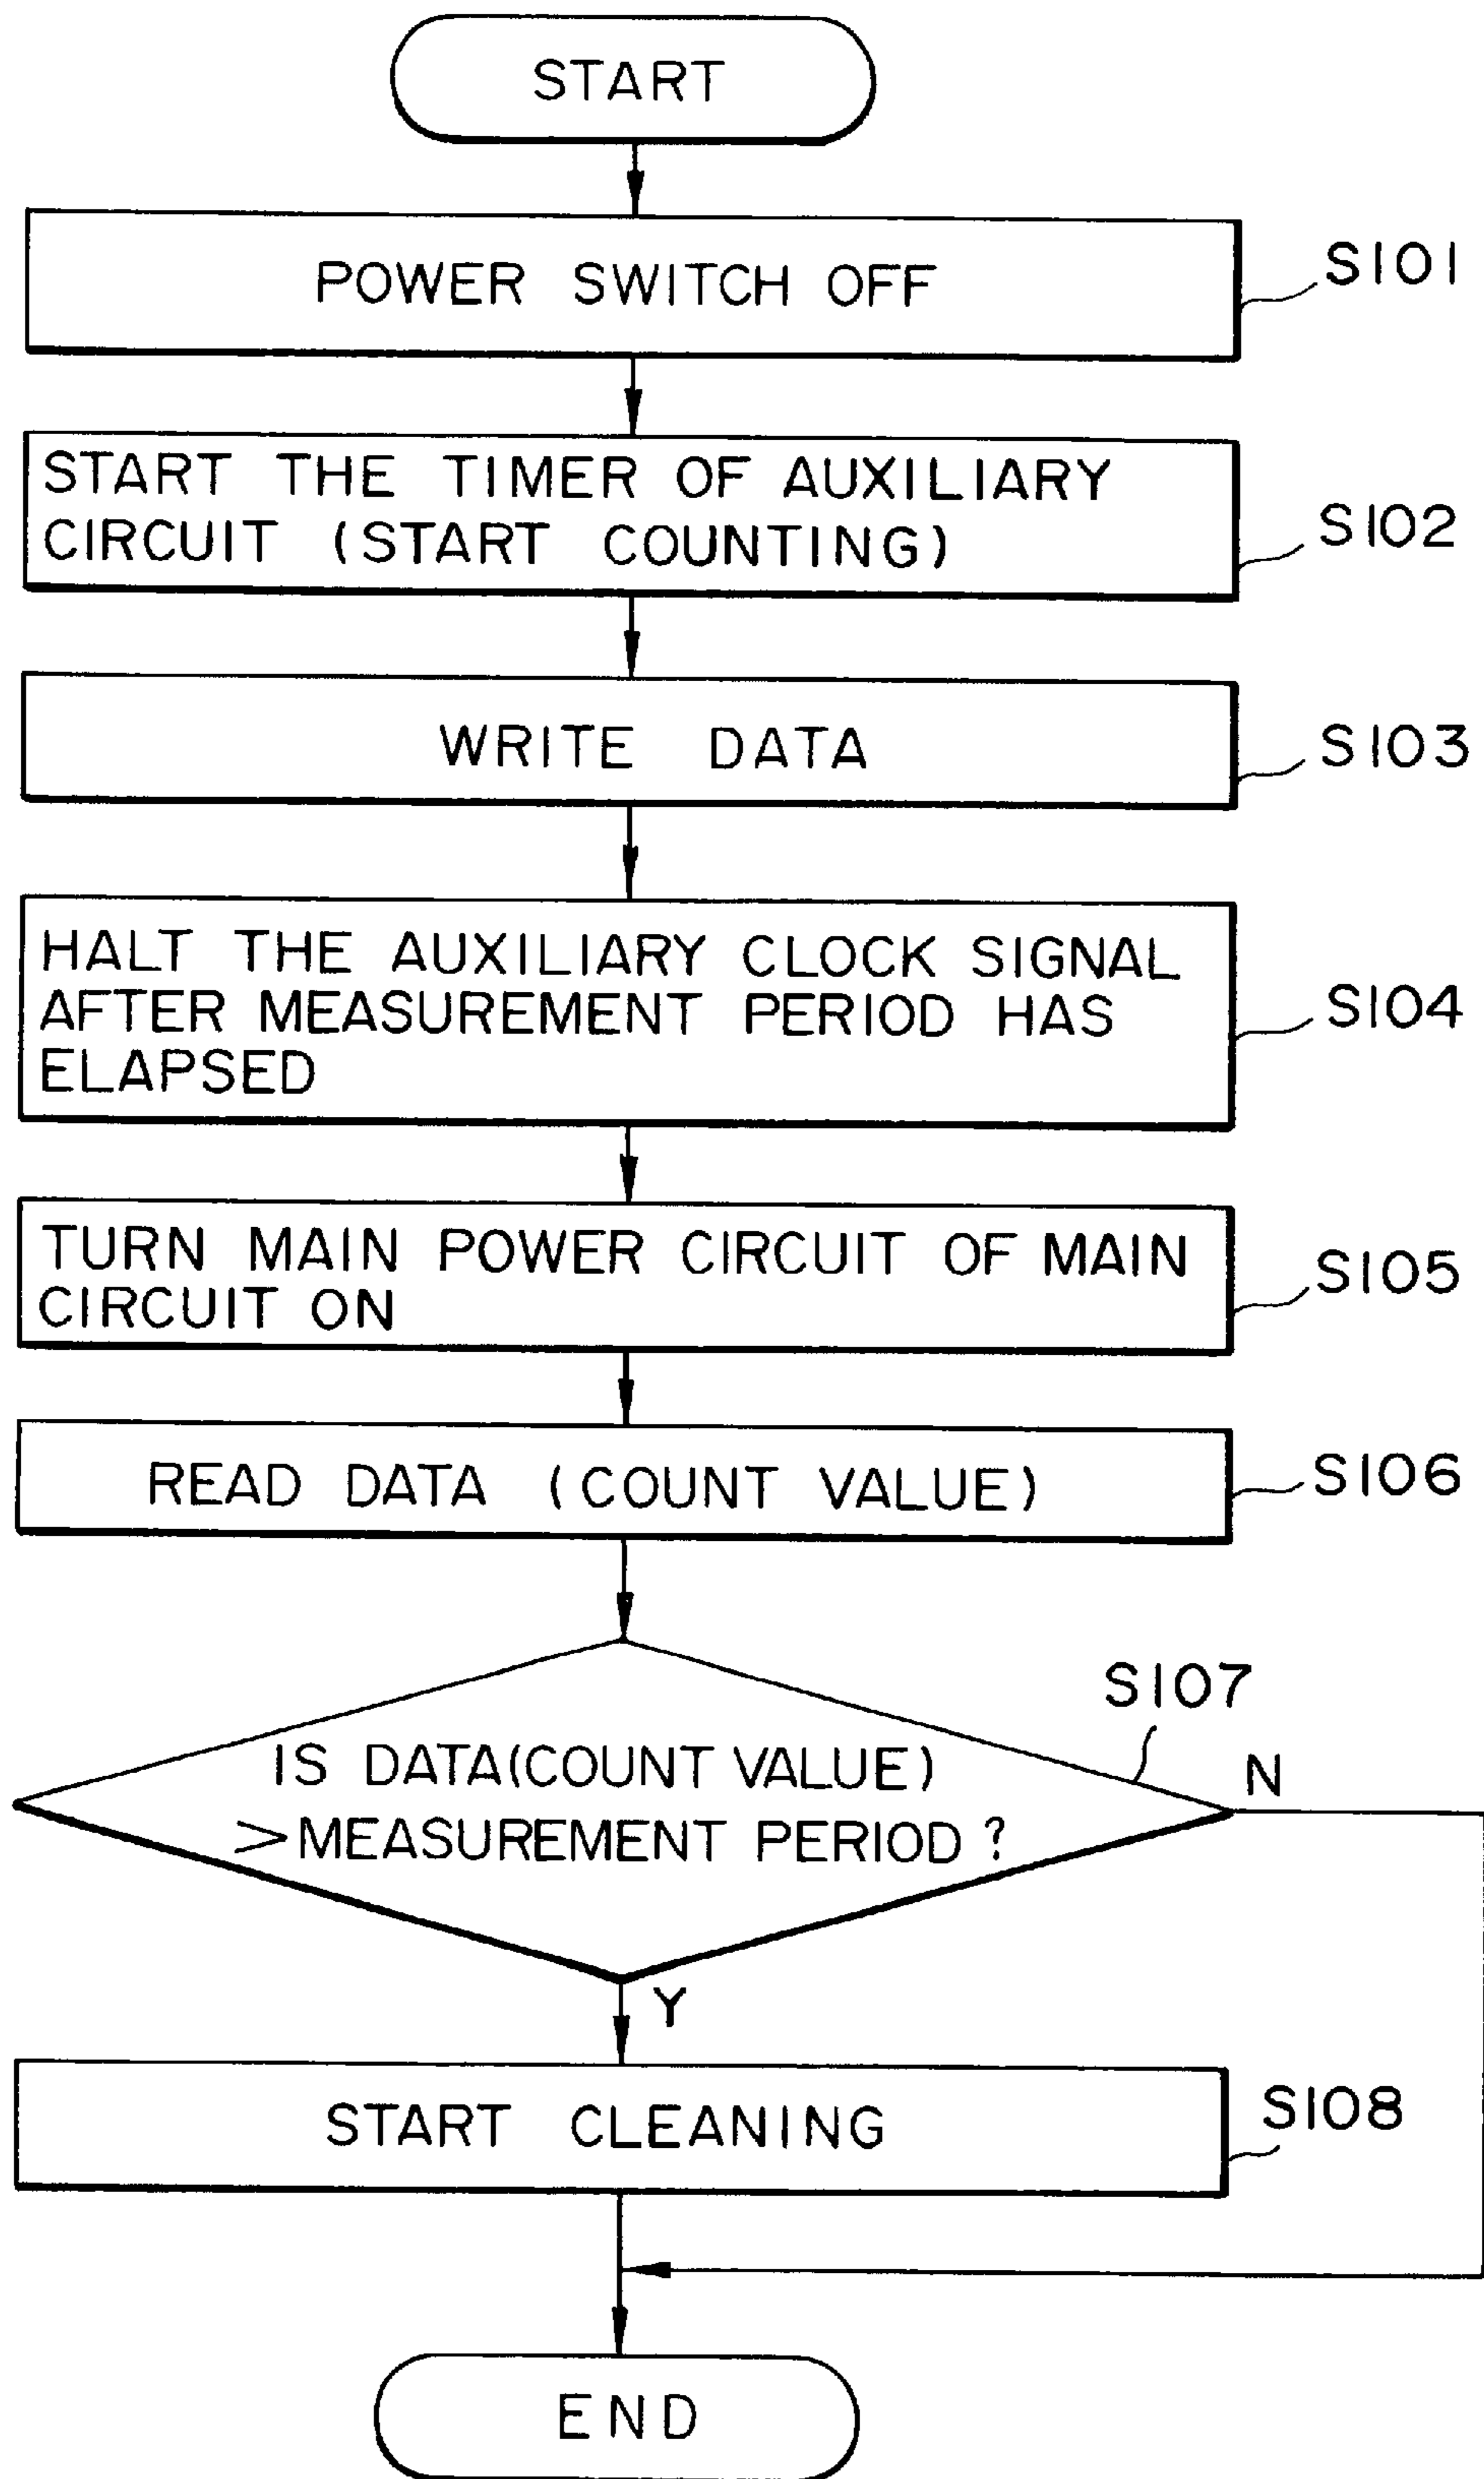 START
POWER SWITCH OFF
S101
START THE TIMER OF AUXILIARY
CIRCUIT (START COUNTING)
S102
WRITE DATA
S103
HALT THE AUXILIARY CLOCK SIGNAL
AFTER MEASUREMENT PERIOD HAS
ELAPSED
S104
TURN MAIN POWER CIRCUIT OF MAIN
CIRCUIT ON
S105
READ DATA (COUNT VALUE)
S106
S107
IS DATA(COUNT VALUE)
>MEASUREMENT PERIOD?
N
Y
START CLEANING
S108
END